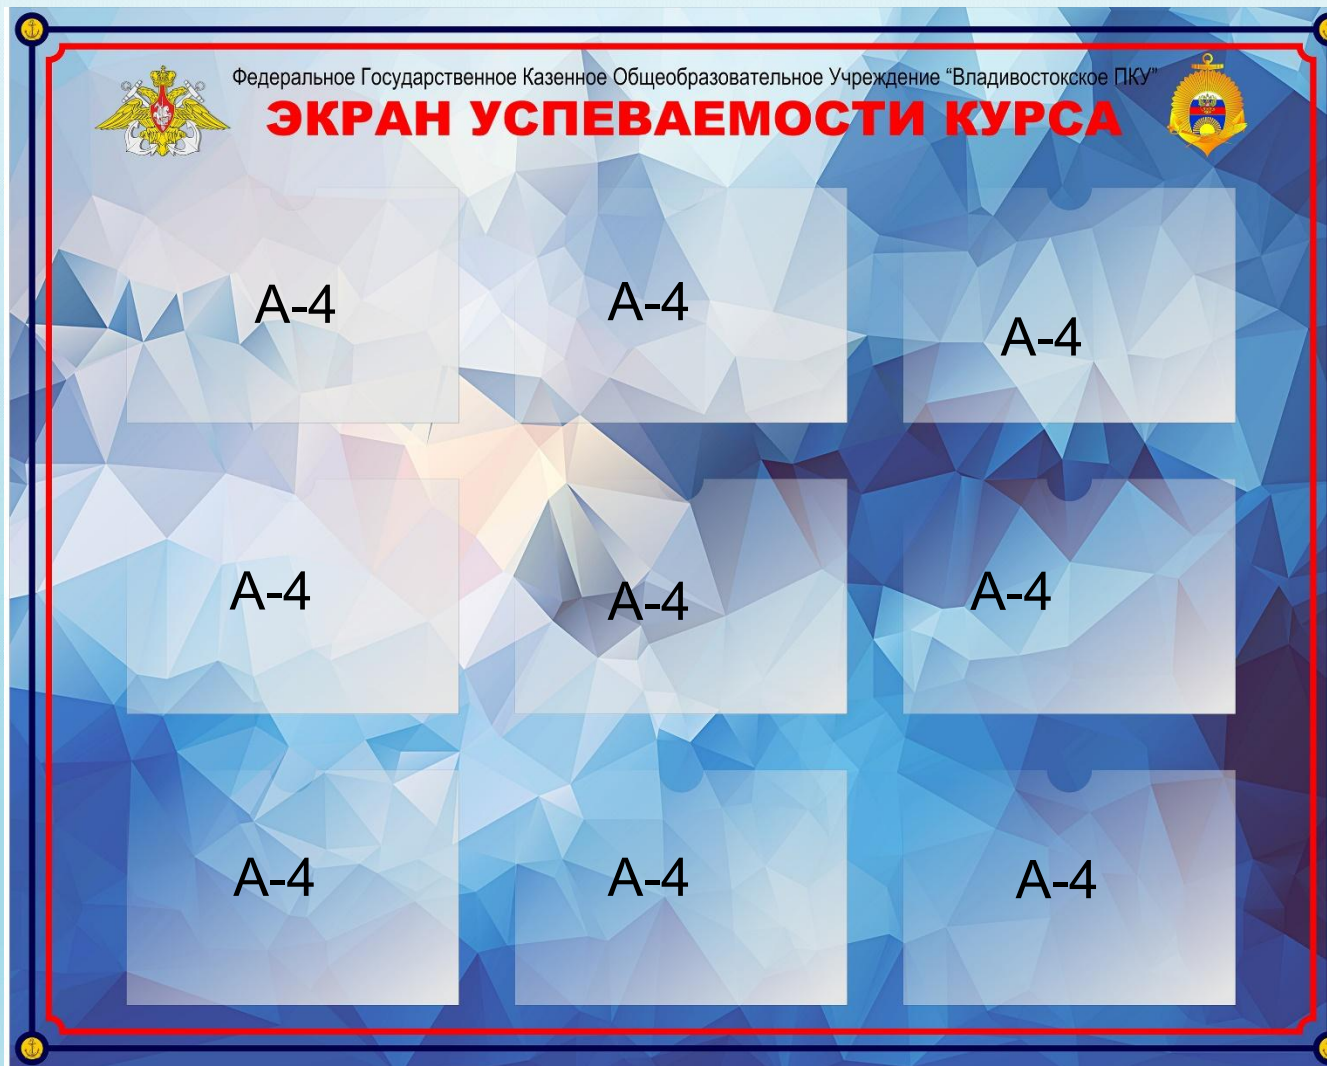 Федеральное Государственное Казенное Общеобразовательное Учреждение “Владивостокское ПКУ”
ЭКРАН УСПЕВАЕМОСТИ КУРСА
А-4 А-4 А-4
А-4 А-4 А-4
А-4 А-4 А-4